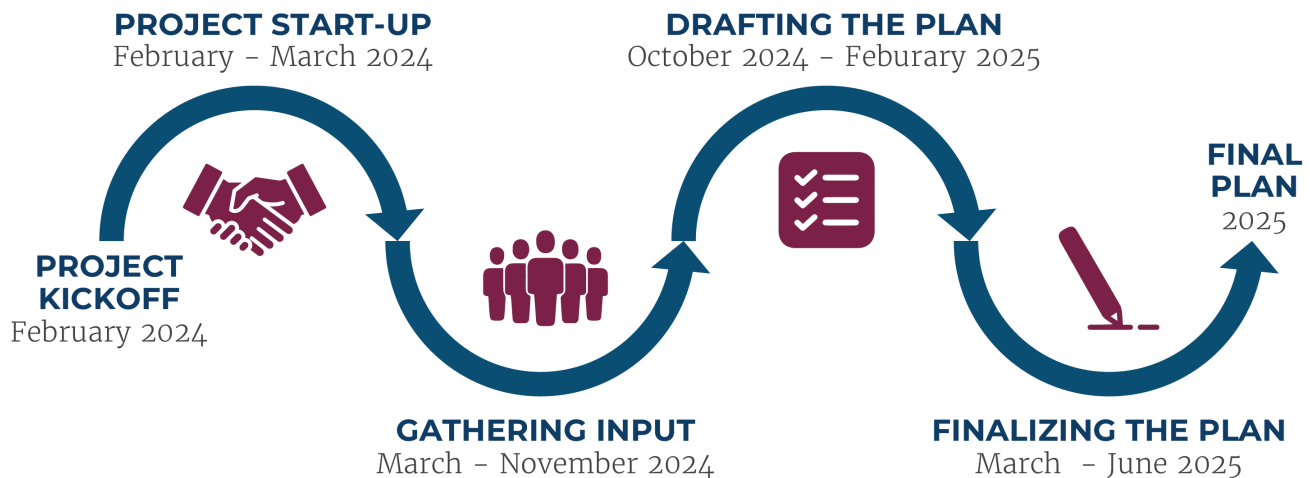 PROJECT START-UP
February – March 2024
DRAFTING THE PLAN
October 2024 – Feburary 2025
FINAL
PLAN
2025
PROJECT
KICKOFF
February 2024
GATHERING INPUT
March – November 2024
FINALIZING THE PLAN
March – June 2025